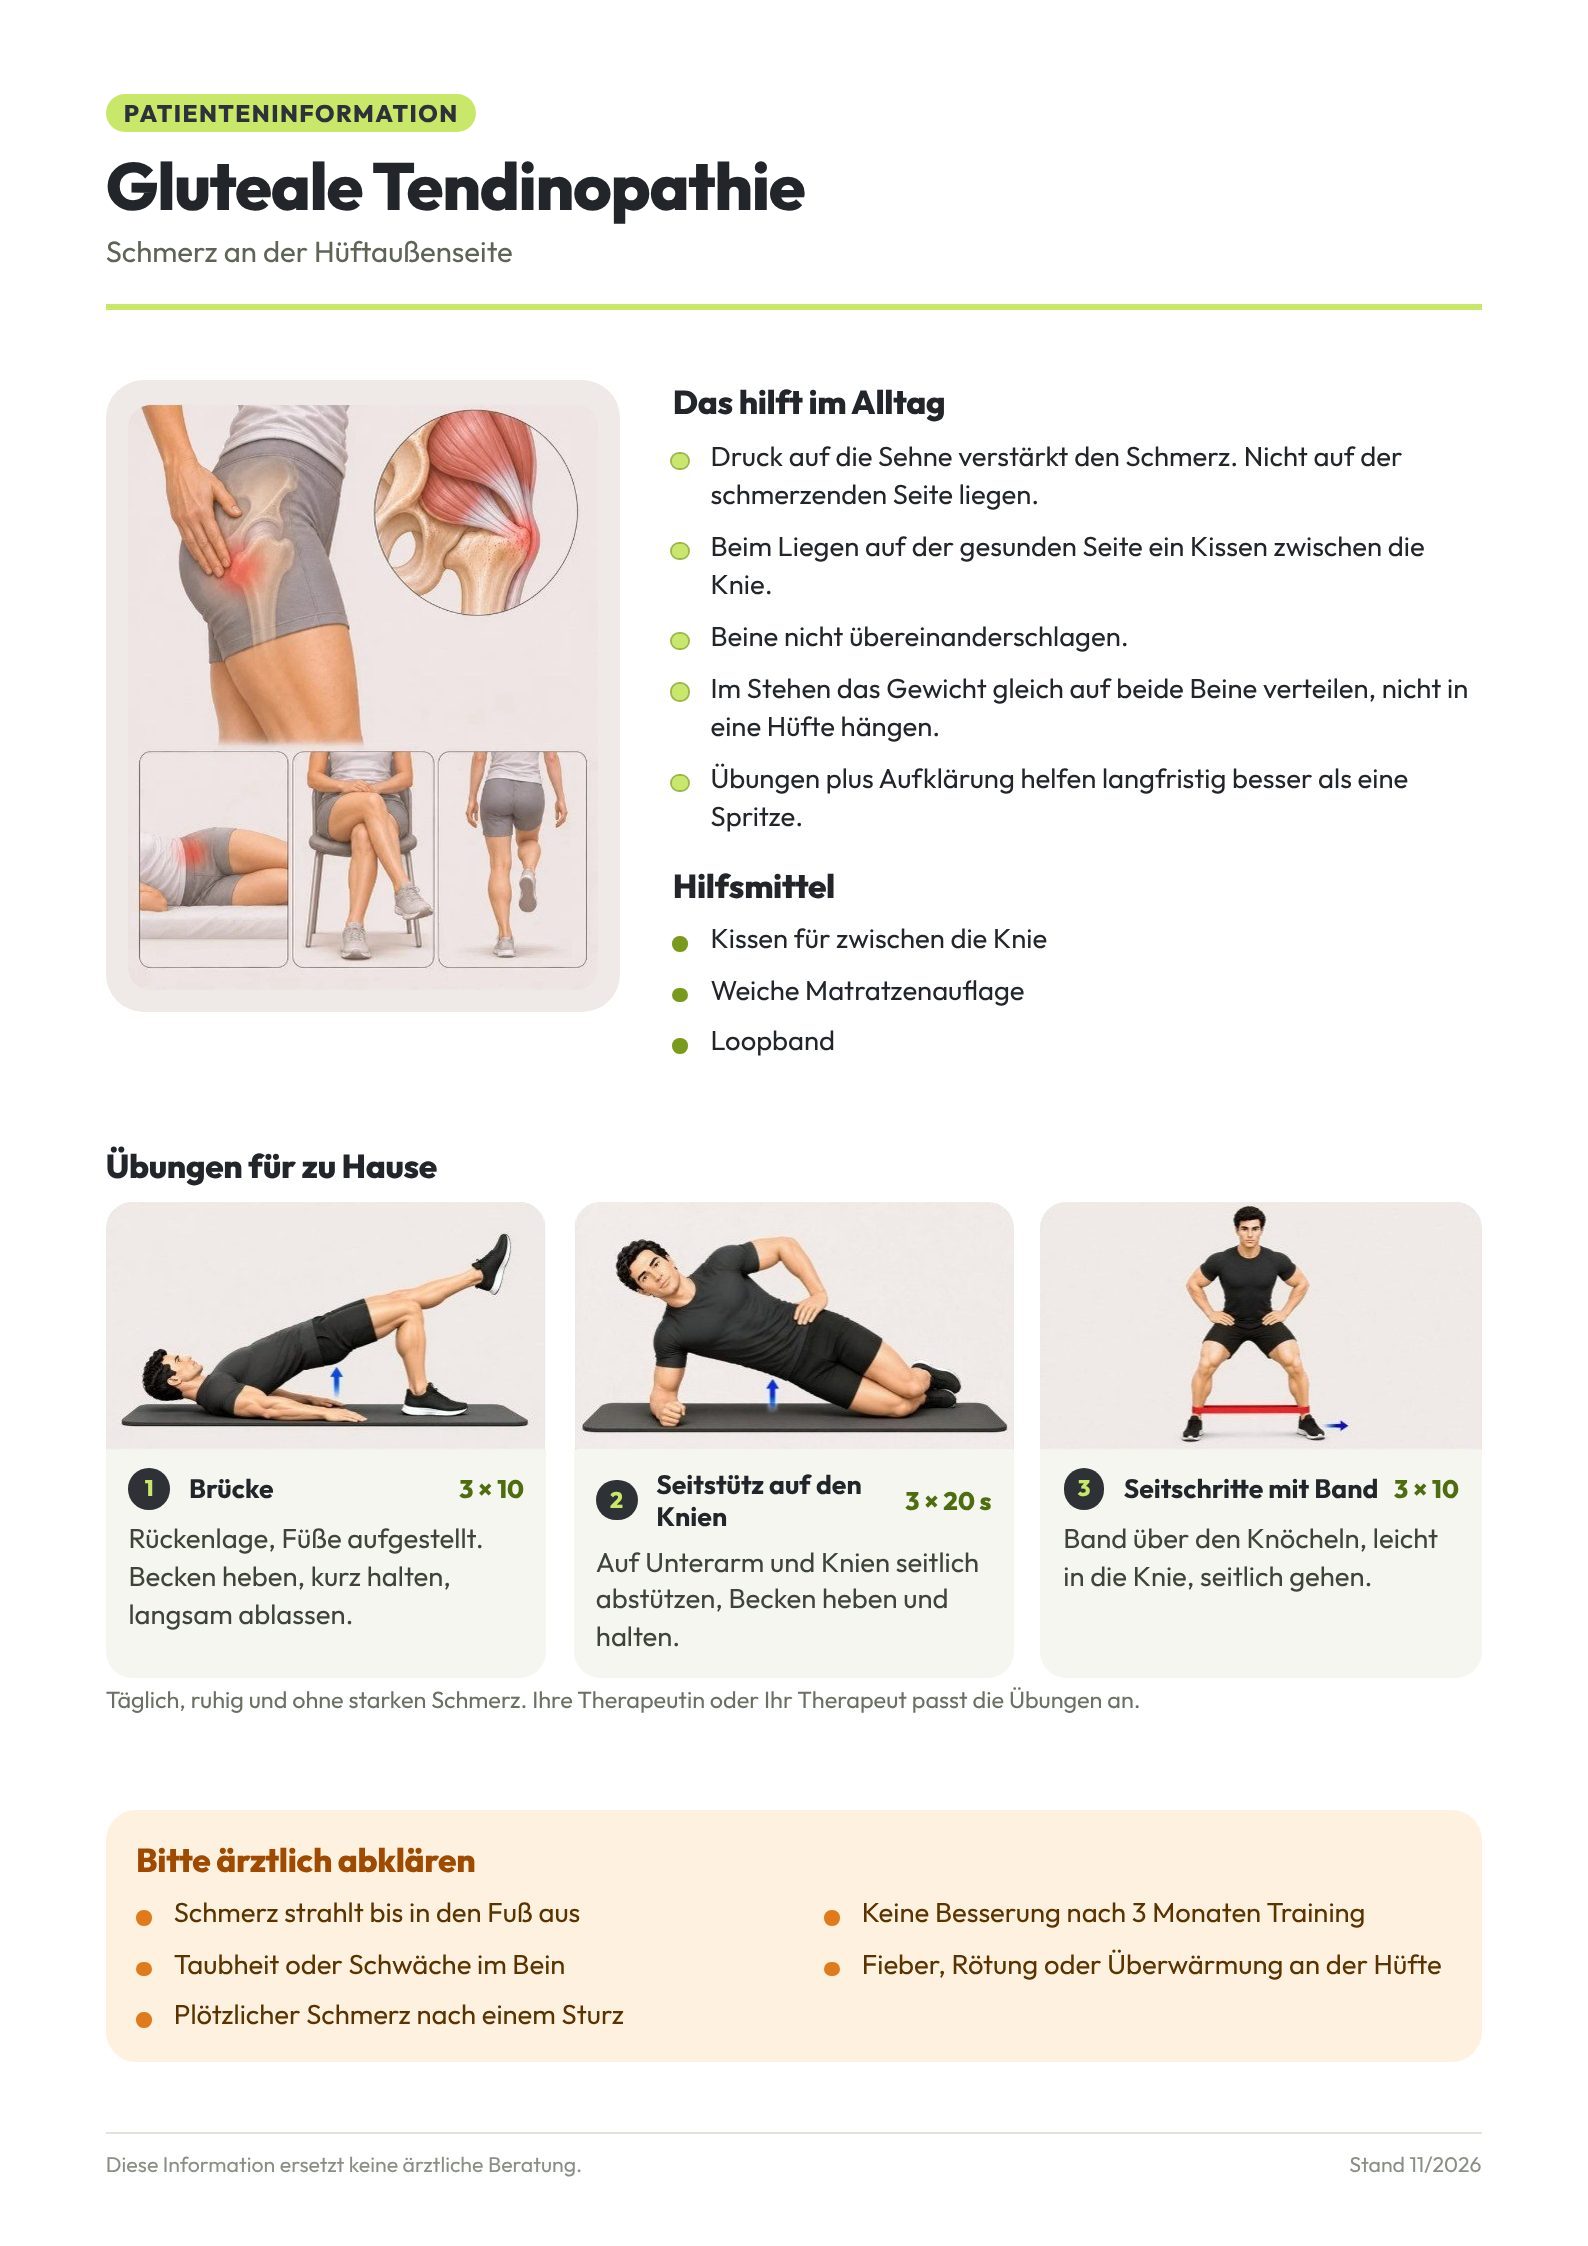 PATIENTENINFORMATION
Gluteale Tendinopathie
Schmerz an der Hüftaußenseite
Das hilft im Alltag
Druck auf die Sehne verstärkt den Schmerz. Nicht auf der
schmerzenden Seite liegen.
Beim Liegen auf der gesunden Seite ein Kissen zwischen die
Knie.
Beine nicht übereinanderschlagen.
Im Stehen das Gewicht gleich auf beide Beine verteilen, nicht in
eine Hüfte hängen.
Übungen plus Aufklärung helfen langfristig besser als eine
Spritze.
Hilfsmittel
Kissen für zwischen die Knie
Weiche Matratzenauflage
Loopband
Übungen für zu Hause
1 Brücke 3 × 10
Rückenlage, Füße aufgestellt.
Becken heben, kurz halten,
langsam ablassen.
2 Seitstütz auf den
Knien 3 × 20 s
Auf Unterarm und Knien seitlich
abstützen, Becken heben und
halten.
3 Seitschritte mit Band 3 × 10
Band über den Knöcheln, leicht
in die Knie, seitlich gehen.
Täglich, ruhig und ohne starken Schmerz. Ihre Therapeutin oder Ihr Therapeut passt die Übungen an.
Bitte ärztlich abklären
Schmerz strahlt bis in den Fuß aus
Taubheit oder Schwäche im Bein
Plötzlicher Schmerz nach einem Sturz
Keine Besserung nach 3 Monaten Training
Fieber, Rötung oder Überwärmung an der Hüfte
Diese Information ersetzt keine ärztliche Beratung.
Stand 11/2026